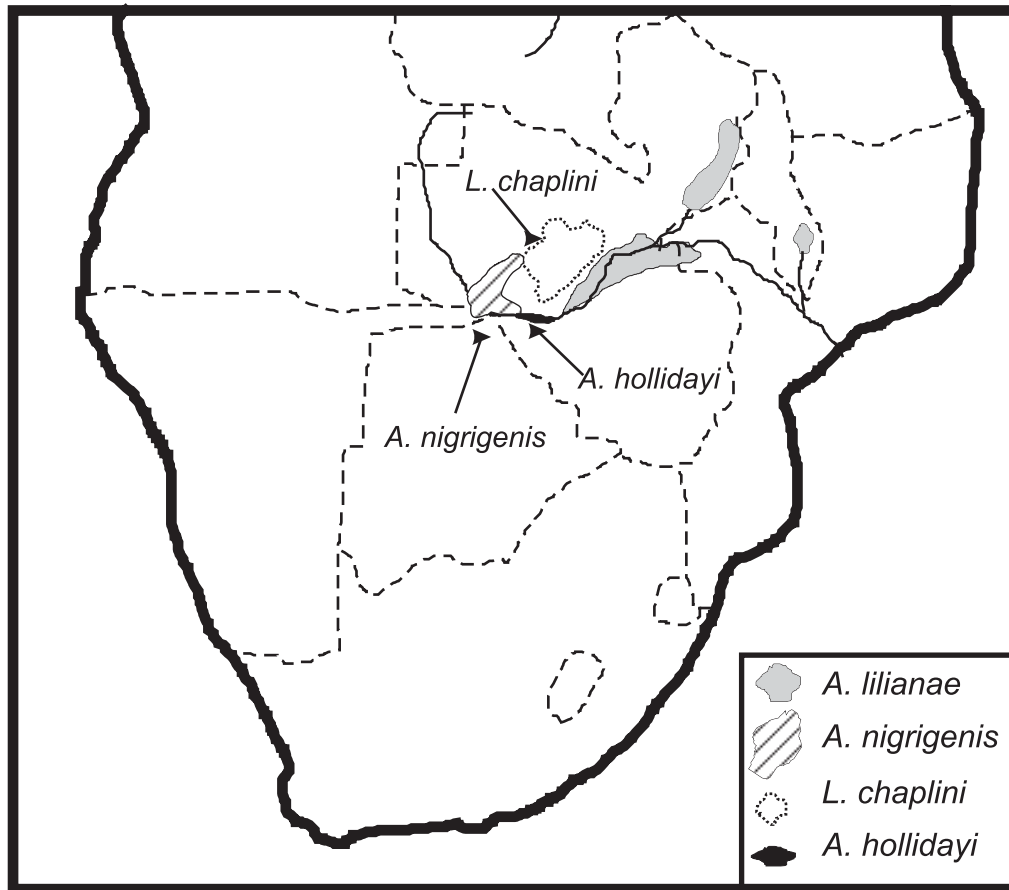 L. chaplini
A. hollidayi
A. nigrigenis
A. lilianae
A. nigrigenis
L. chaplini
A. hollidayi